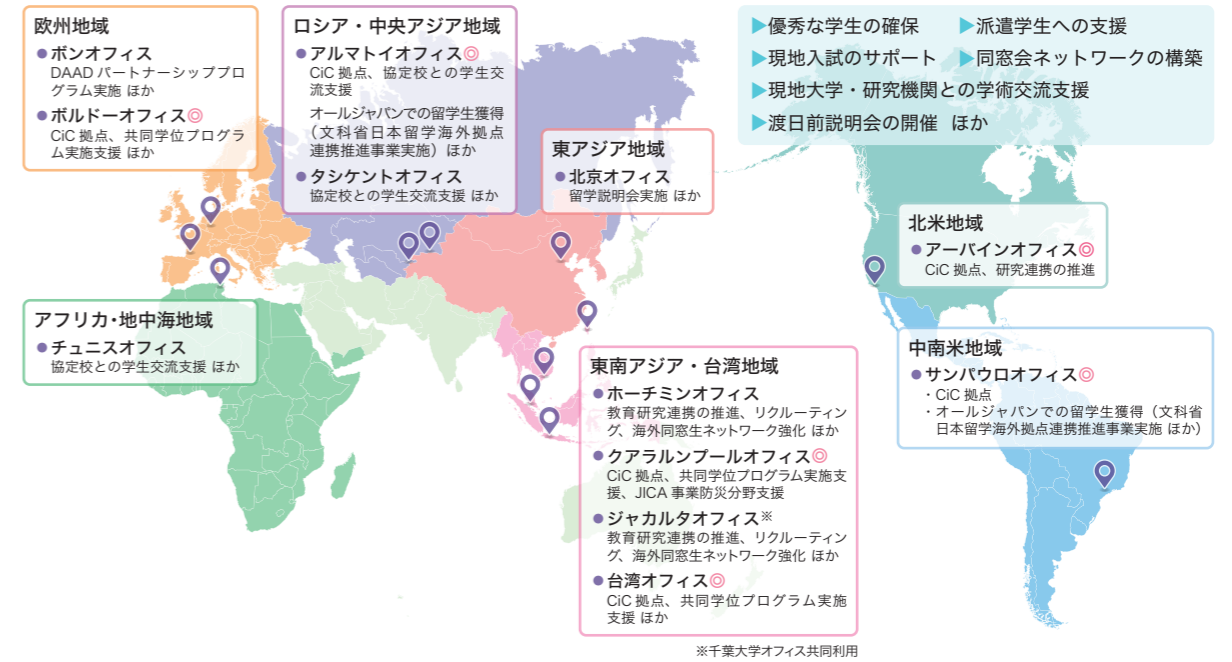 欧州地域
●ボンオフィス
DAAD パートナーシッププロ
グラム実施 ほか
●ボルドーオフィス◎
CiC 拠点、共同学位プログラ
ム実施支援 ほか
ロシア・中央アジア地域
●アルマトイオフィス◎
CiC 拠点、協定校との学生交
流支援
オールジャパンでの留学生獲得
（文科省日本留学海外拠点
連携推進事業実施）ほか
●タシケントオフィス
協定校との学生交流支援 ほか
東アジア地域
●北京オフィス
留学説明会実施 ほか
▶優秀な学生の確保 ▶派遣学生への支援
▶現地入試のサポート ▶同窓会ネットワークの構築
▶現地大学・研究機関との学術交流支援
▶渡日前説明会の開催 ほか
北米地域
●アーバインオフィス◎
CiC 拠点、研究連携の推進
アフリカ・地中海地域
●チュニスオフィス
協定校との学生交流支援 ほか
東南アジア・台湾地域
●ホーチミンオフィス
教育研究連携の推進、リクルーティン
グ、海外同窓生ネットワーク強化 ほか
●クアラルンプールオフィス◎
CiC 拠点、共同学位プログラム実施支
援、JICA 事業防災分野支援
●ジャカルタオフィス※
教育研究連携の推進、リクルーティン
グ、海外同窓生ネットワーク強化 ほか
●台湾オフィス◎
CiC 拠点、共同学位プログラム実施
支援 ほか
中南米地域
●サンパウロオフィス◎
・CiC 拠点
・オールジャパンでの留学生獲得（文科省
日本留学海外拠点連携推進事業実施 ほか）
※千葉大学オフィス共同利用